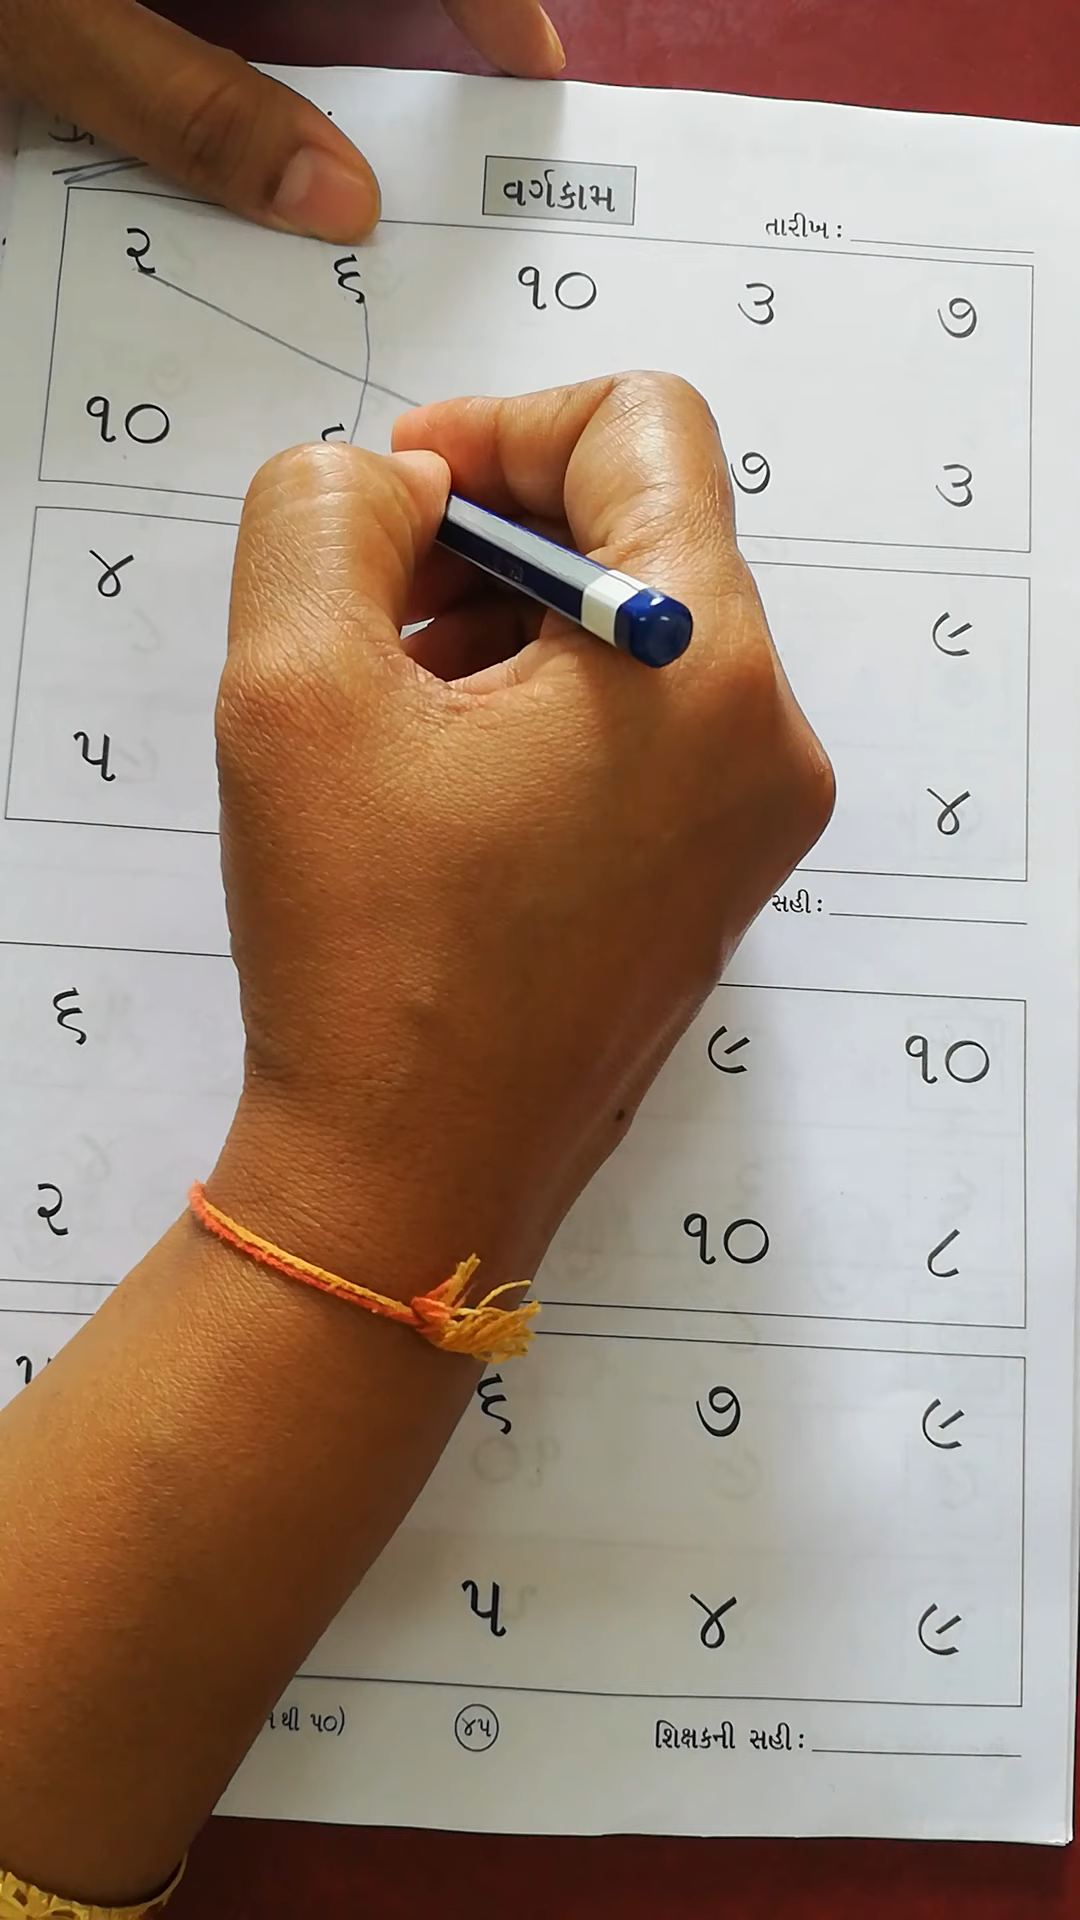 વર્ગકામ
તારીખ :
૨ ૬ ૧૦ ૩ ૭
૧૦ ૭ ૩
૪ ૯
૫ ૪
સહી :
૬ ૯ ૧૦
૨ ૧૦ ૮
૬ ૭ ૯
૫ ૪ ૯
થી ૫૦) ૪૫ શિક્ષકની સહી :